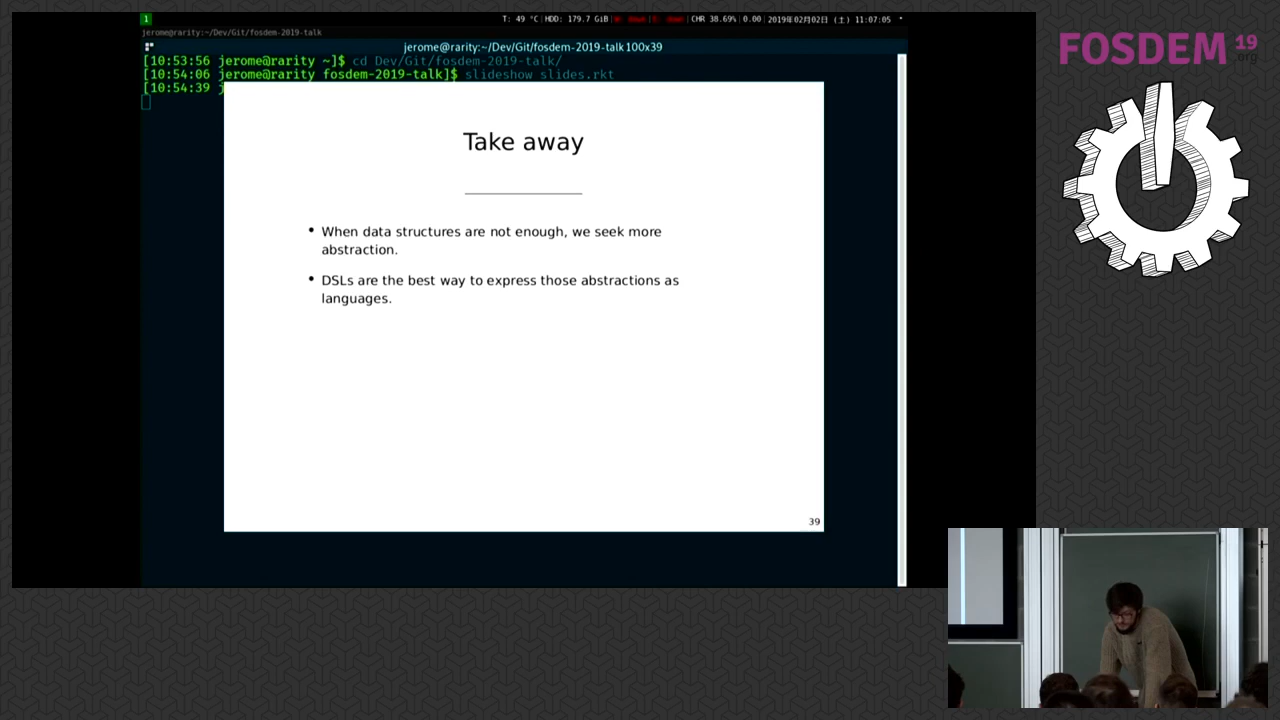 1
T: 49 °C | HDD: 179.7 GiB
CHR 38.69% | 0.00 | 2019年02月02日 (土) 11:07:05
jerome@rarity:~/Dev/Git/fosdem-2019-talk
jerome@rarity:~/Dev/Git/fosdem-2019-talk 100x39
[10:53:56 jerome@rarity ~]$ cd Dev/Git/fosdem-2019-talk/
[10:54:06 jerome@rarity fosdem-2019-talk]$ slideshow slides.rkt
[10:54:39 j
Take away
• When data structures are not enough, we seek more
abstraction.
• DSLs are the best way to express those abstractions as
languages.
39
FOSDEM 19
.org